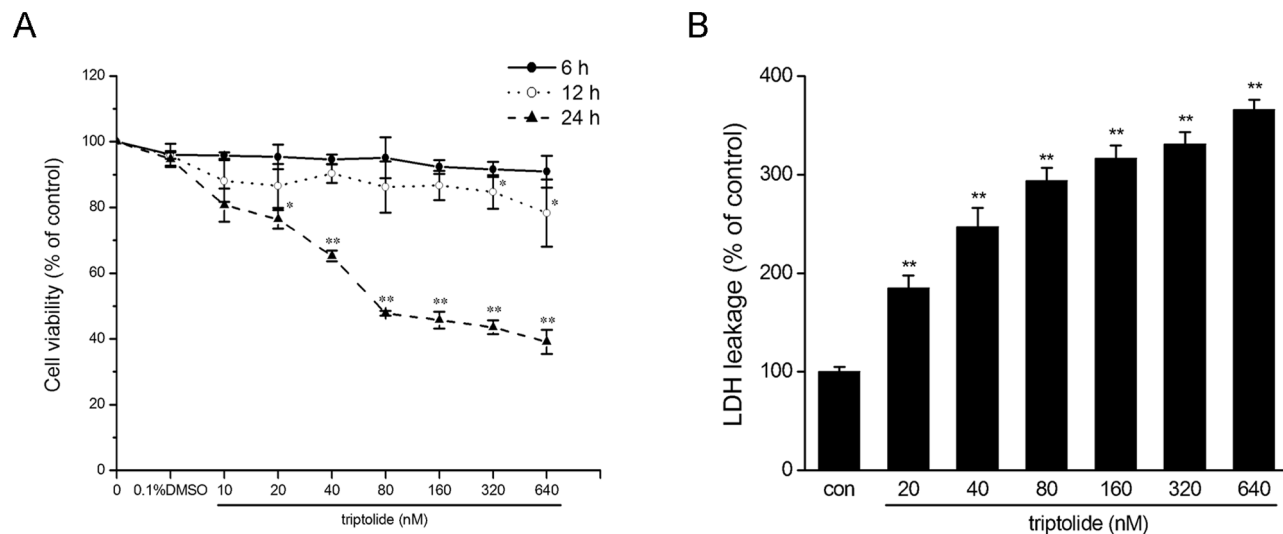 A
6 h
12 h
24 h
120
100
80
60
40
20
0
Cell viability (% of control)
*
*
*
**
**
**
**
**
0 0.1%DMSO 10 20 40 80 160 320 640
triptolide (nM)
B
400
300
200
100
0
LDH leakage (% of control)
**
**
**
**
**
**
con 20 40 80 160 320 640
triptolide (nM)